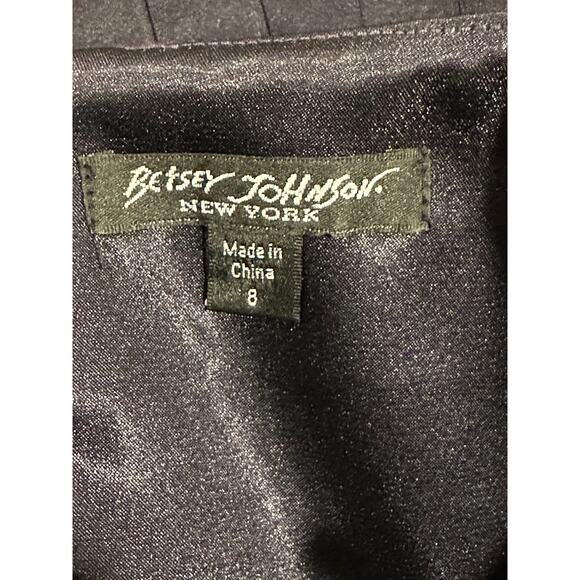 BETSEY JOHNSON.
NEW YORK
Made in
China
8